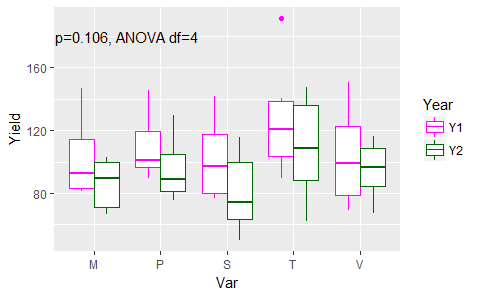 p=0.106, ANOVA df=4
160
120
80
Yield
M P S T V
Var
Year
Y1
Y2